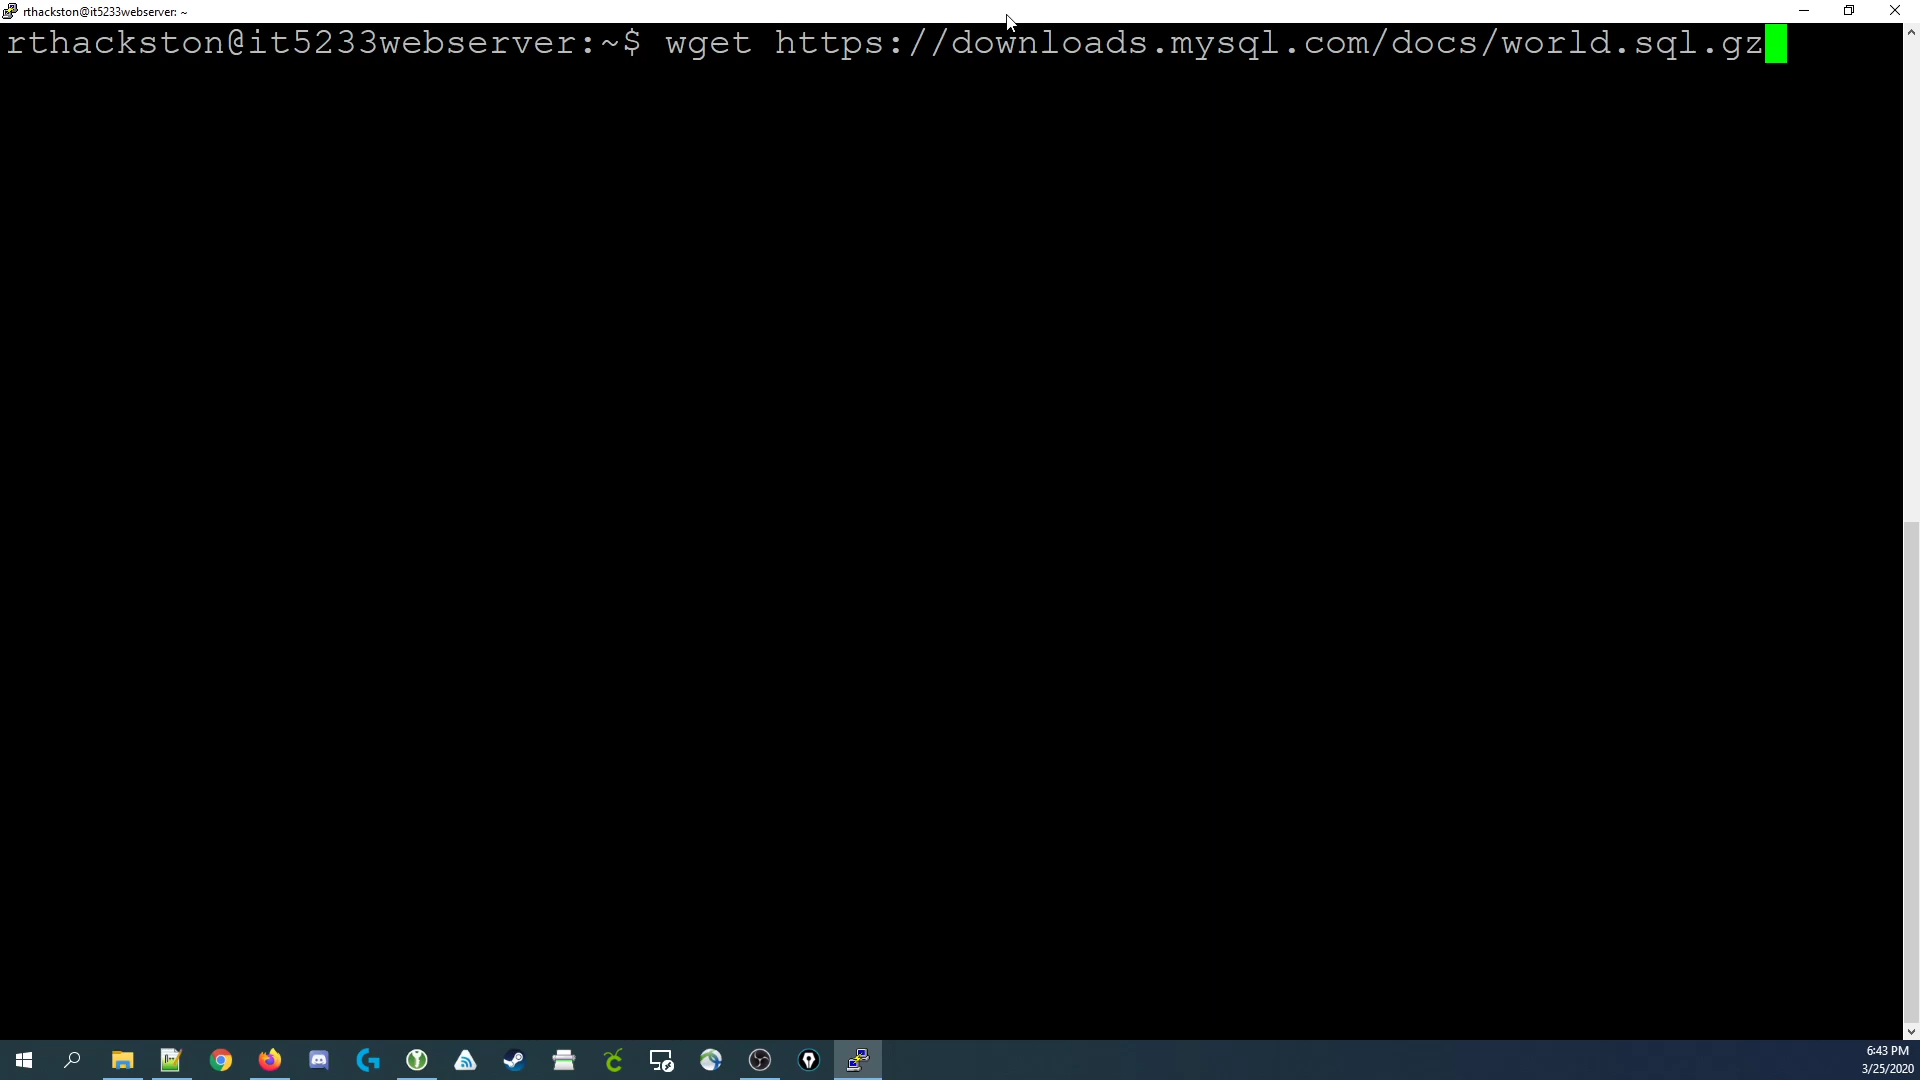 rthackston@it5233webserver: ~
rthackston@it5233webserver:~$ wget https://downloads.mysql.com/docs/world.sql.gz
6:43 PM
3/25/2020